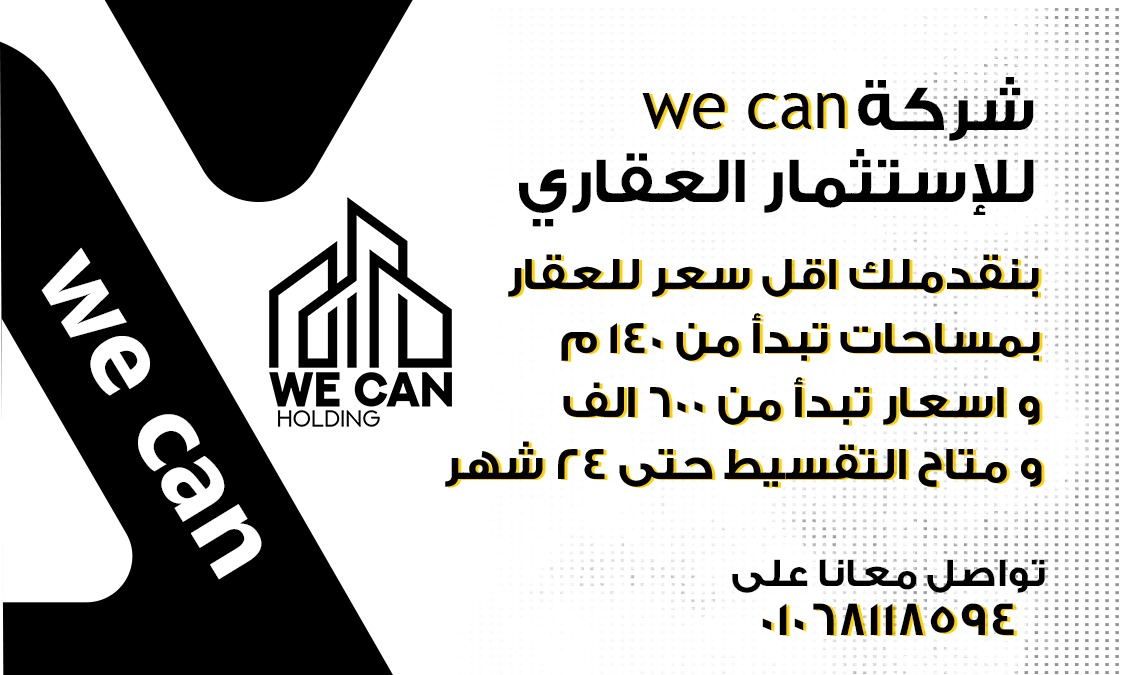 شركة we can
للإستثمار العقاري
بنقدملك اقل سعر للعقار
بمساحات تبدأ من ١٤٠ م
و اسعار تبدأ من ٦٠٠ الف
و متاح التقسيط حتى ٢٤ شهر
تواصل معانا على
٠١٠٦٨١١٨٥٩٤
WE CAN
HOLDING
we can